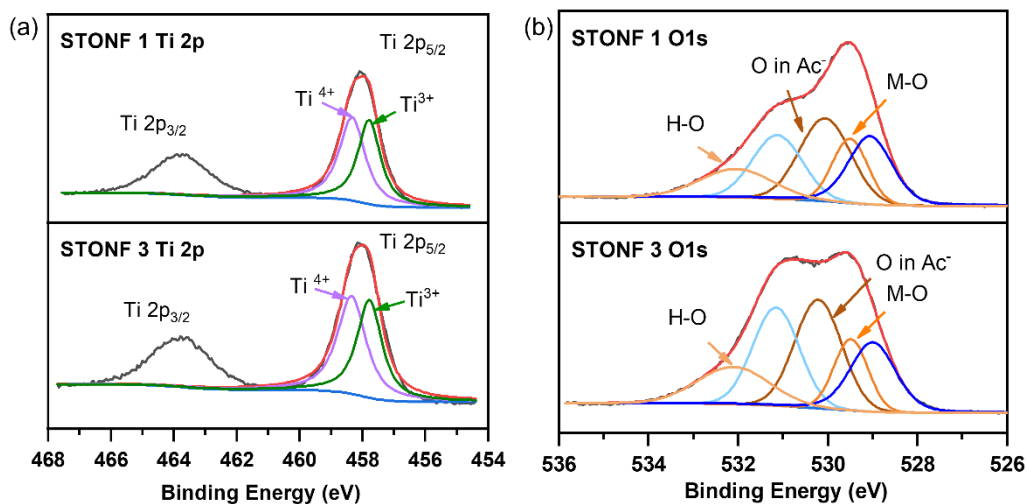 (a)
STONF 1 Ti 2p
Ti 2p5/2
Ti 4+
Ti3+
Ti 2p3/2
STONF 3 Ti 2p
Ti 2p5/2
Ti 4+
Ti3+
Ti 2p3/2
468 466 464 462 460 458 456 454
Binding Energy (eV)
(b)
STONF 1 O1s
O in Ac-
M-O
H-O
STONF 3 O1s
O in Ac-
M-O
H-O
536 534 532 530 528 526
Binding Energy (eV)